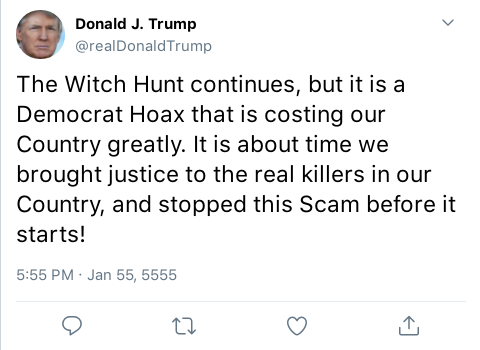 Donald J. Trump
@realDonaldTrump
The Witch Hunt continues, but it is a
Democrat Hoax that is costing our
Country greatly. It is about time we
brought justice to the real killers in our
Country, and stopped this Scam before it
starts!
5:55 PM · Jan 55, 5555